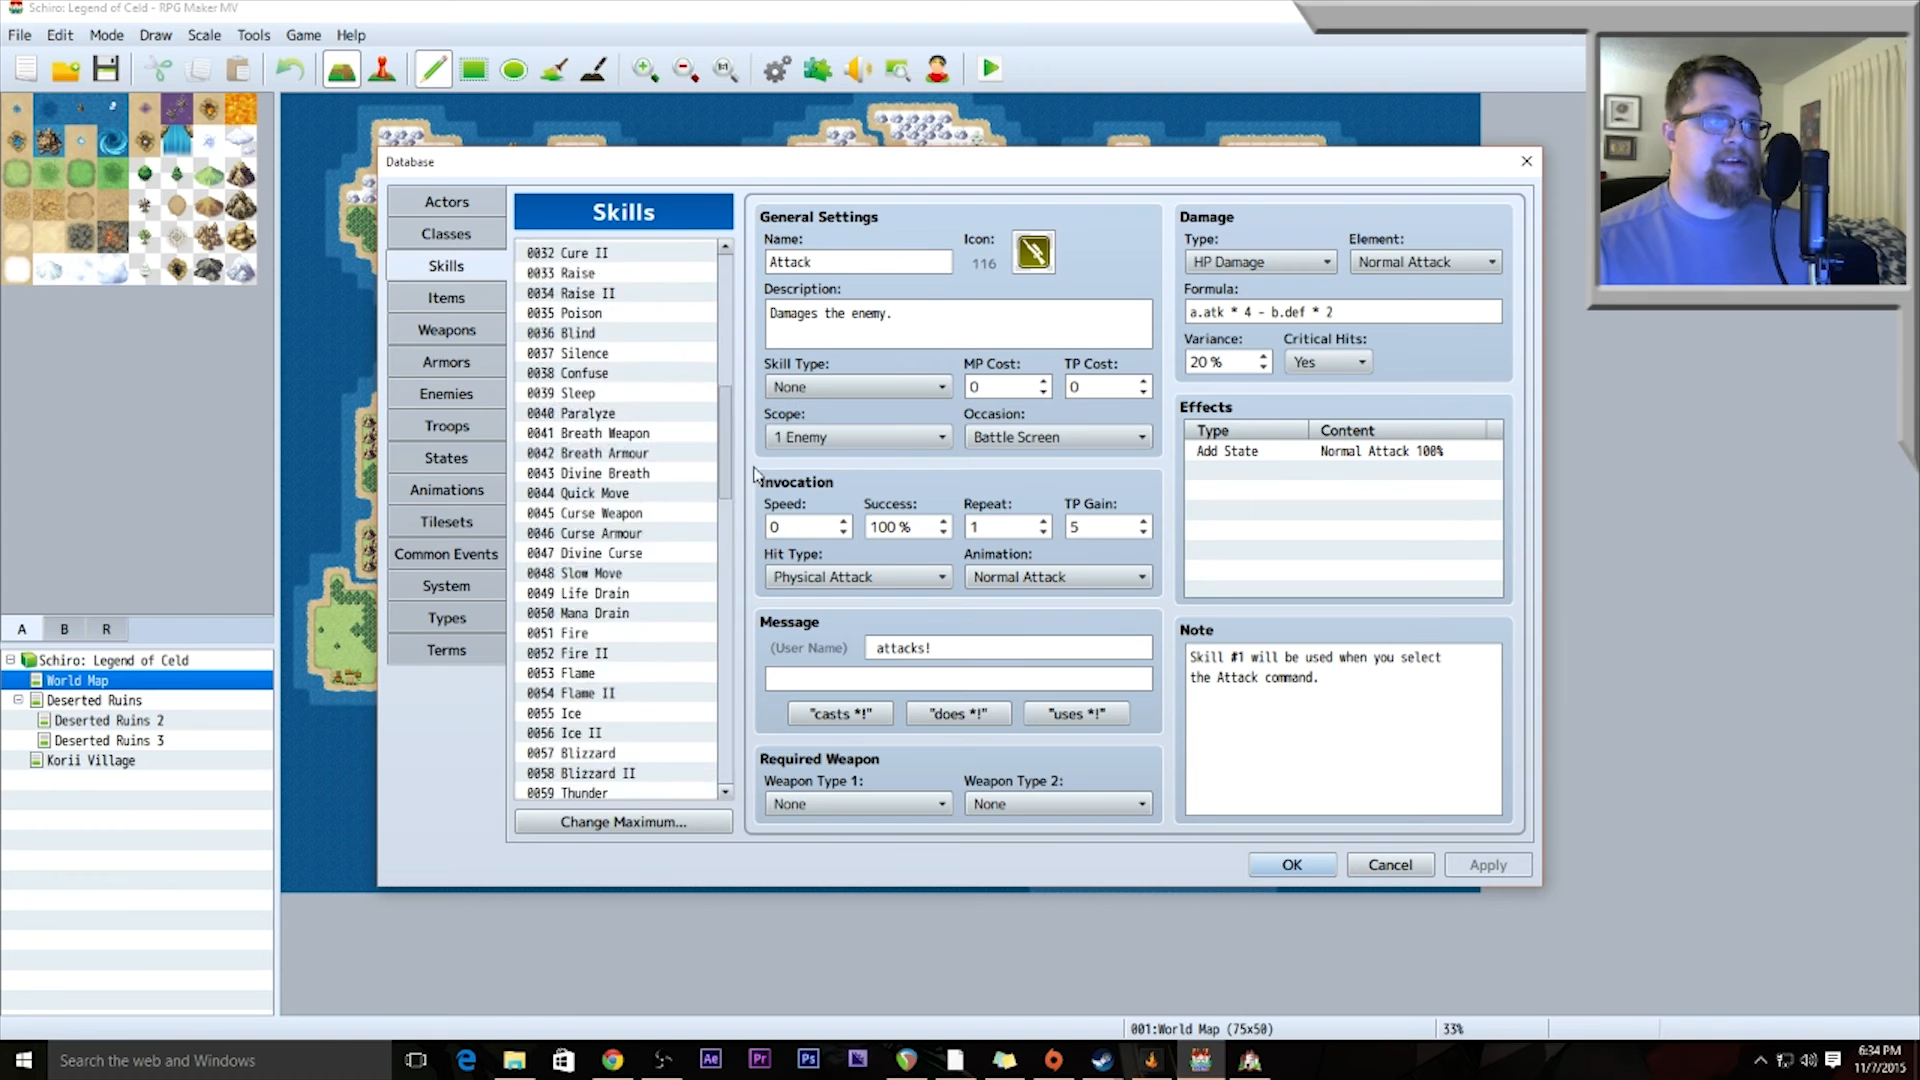 Schiro: Legend of Celd - RPG Maker MV
File Edit Mode Draw Scale Tools Game Help
Database
Actors
Classes
Skills
Items
Weapons
Armors
Enemies
Troops
States
Animations
Tilesets
Common Events
System
Types
Terms
Skills
0032 Cure II
0033 Raise
0034 Raise II
0035 Poison
0036 Blind
0037 Silence
0038 Confuse
0039 Sleep
0040 Paralyze
0041 Breath Weapon
0042 Breath Armour
0043 Divine Breath
0044 Quick Move
0045 Curse Weapon
0046 Curse Armour
0047 Divine Curse
0048 Slow Move
0049 Life Drain
0050 Mana Drain
0051 Fire
0052 Fire II
0053 Flame
0054 Flame II
0055 Ice
0056 Ice II
0057 Blizzard
0058 Blizzard II
0059 Thunder
Change Maximum...
General Settings
Name: Icon:
Attack 116
Description:
Damages the enemy.
Skill Type: MP Cost: TP Cost:
None 0 0
Scope: Occasion:
1 Enemy Battle Screen
Invocation
Speed: Success: Repeat: TP Gain:
0 100 % 1 5
Hit Type: Animation:
Physical Attack Normal Attack
Message
(User Name) attacks!
"casts *!" "does *!" "uses *!"
Required Weapon
Weapon Type 1: Weapon Type 2:
None None
Damage
Type: Element:
HP Damage Normal Attack
Formula:
a.atk * 4 - b.def * 2
Variance: Critical Hits:
20 % Yes
Effects
Type Content
Add State Normal Attack 100%
Note
Skill #1 will be used when you select
the Attack command.
OK Cancel Apply
A B R
Schiro: Legend of Celd
World Map
Deserted Ruins
Deserted Ruins 2
Deserted Ruins 3
Korii Village
001:World Map (75x50) 33%
Search the web and Windows
Ae Pr Ps
6:34 PM
11/7/2015